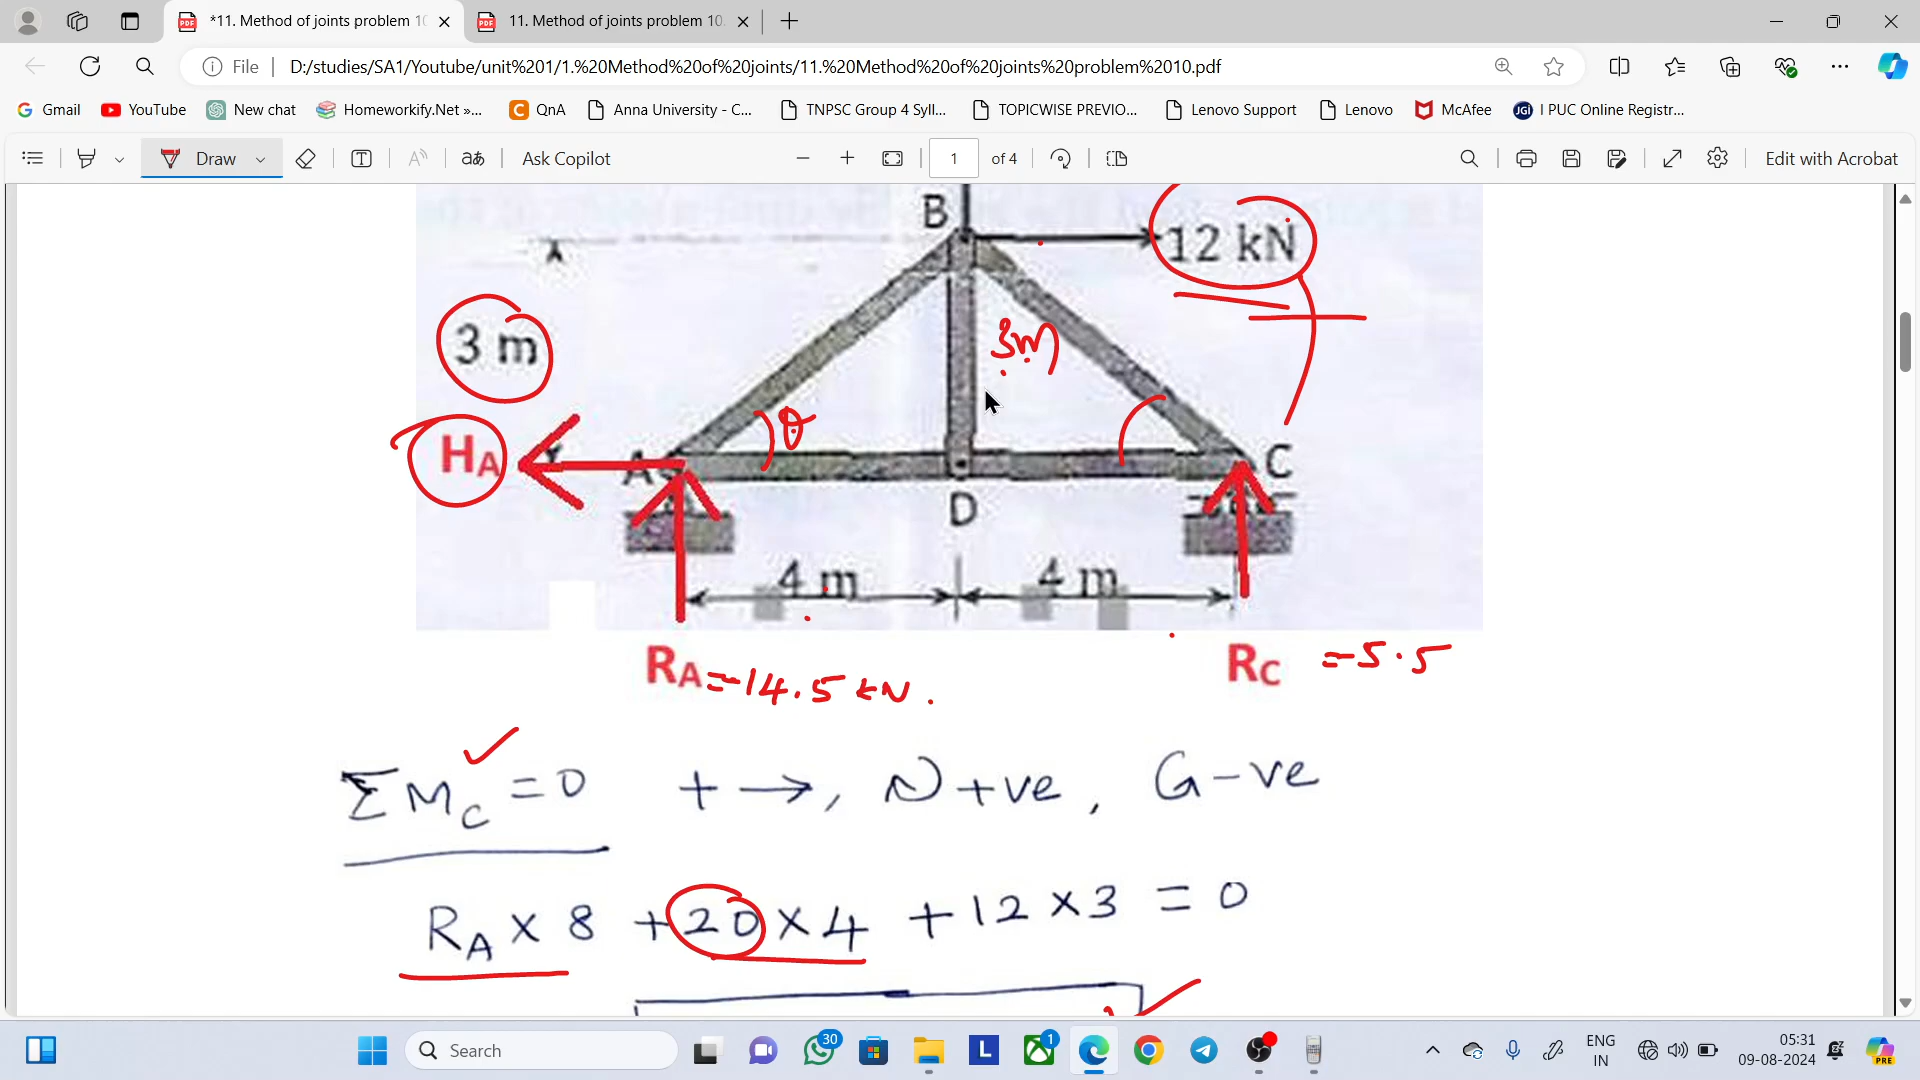 *11. Method of joints problem 10
11. Method of joints problem 10.
File
D:/studies/SA1/Youtube/unit%201/1.%20Method%20of%20joints/11.%20Method%20of%20joints%20problem%2010.pdf
Gmail
YouTube
New chat
Homeworkify.Net »...
QnA
Anna University - C...
TNPSC Group 4 Syll...
TOPICWISE PREVIO...
Lenovo Support
Lenovo
McAfee
JGi
I PUC Online Registr...
Draw
Ask Copilot
1
of 4
Edit with Acrobat
B
12 kN
3 m
3m
θ
HA
A
C
D
4 m
4 m
RA =14.5 kN.
RC =5.5
ΣMC = 0 + →, +ve, -ve
RA × 8 + 20 × 4 + 12 × 3 = 0
Search
30
L
1
ENG
IN
05:31
09-08-2024
PRE